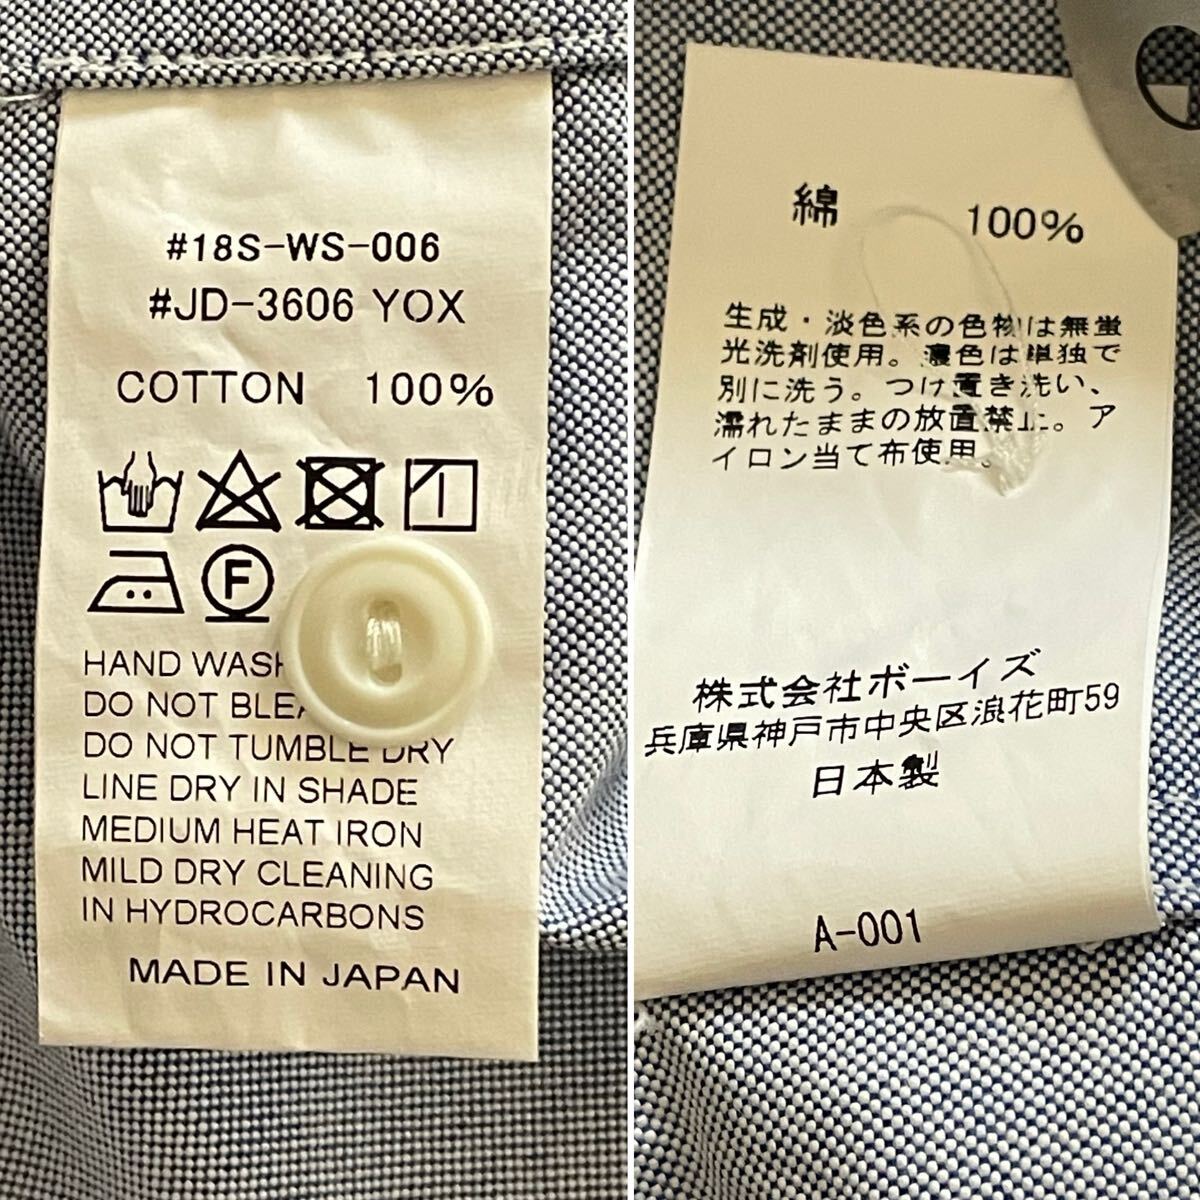 #18S-WS-006
#JD-3606 YOX
COTTON 100%
F
HAND
DO NOT
DO NOT TUMBLE DRY
LINE DRY IN SHADE
MEDIUM HEAT IRON
MILD DRY CLEANING
IN HYDROCARBONS
MADE IN JAPAN
綿 100%
生成・淡色系の色物は無蛍
光洗剤使用。濃色は単独で
別に洗う。つけ置き洗い、
濡れたままの放置禁止。ア
イロン当て布使用。
株式会社ボーイズ
兵庫県神戸市中央区浪花町59
日本製
A-001